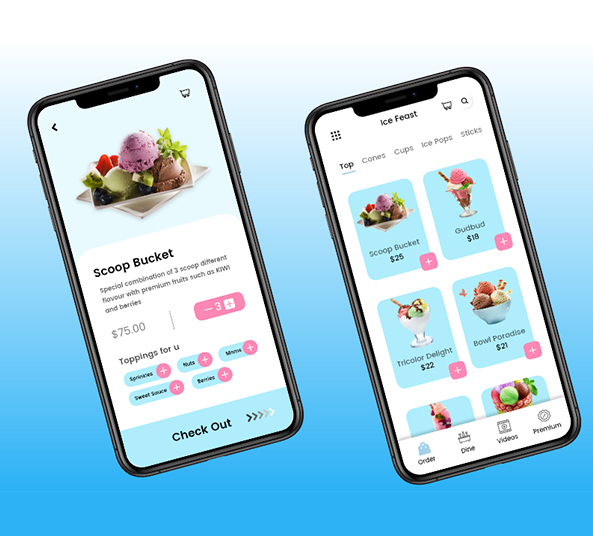 Scoop Bucket
Special combination of 3 scoop different
flavour with premium fruits such as KIWI
and berries
$75.00
– 3 +
Toppings for u
Sprinkles +
Nuts +
Mnms +
Sweet Sauce +
Berries +
Check Out
Ice Feast
Top Cones Cups Ice Pops Sticks
Scoop Bucket
$25
+
Gudbud
$18
+
Tricolor Delight
$22
+
Bowl Poradise
$21
+
Order Dine Videos Premium